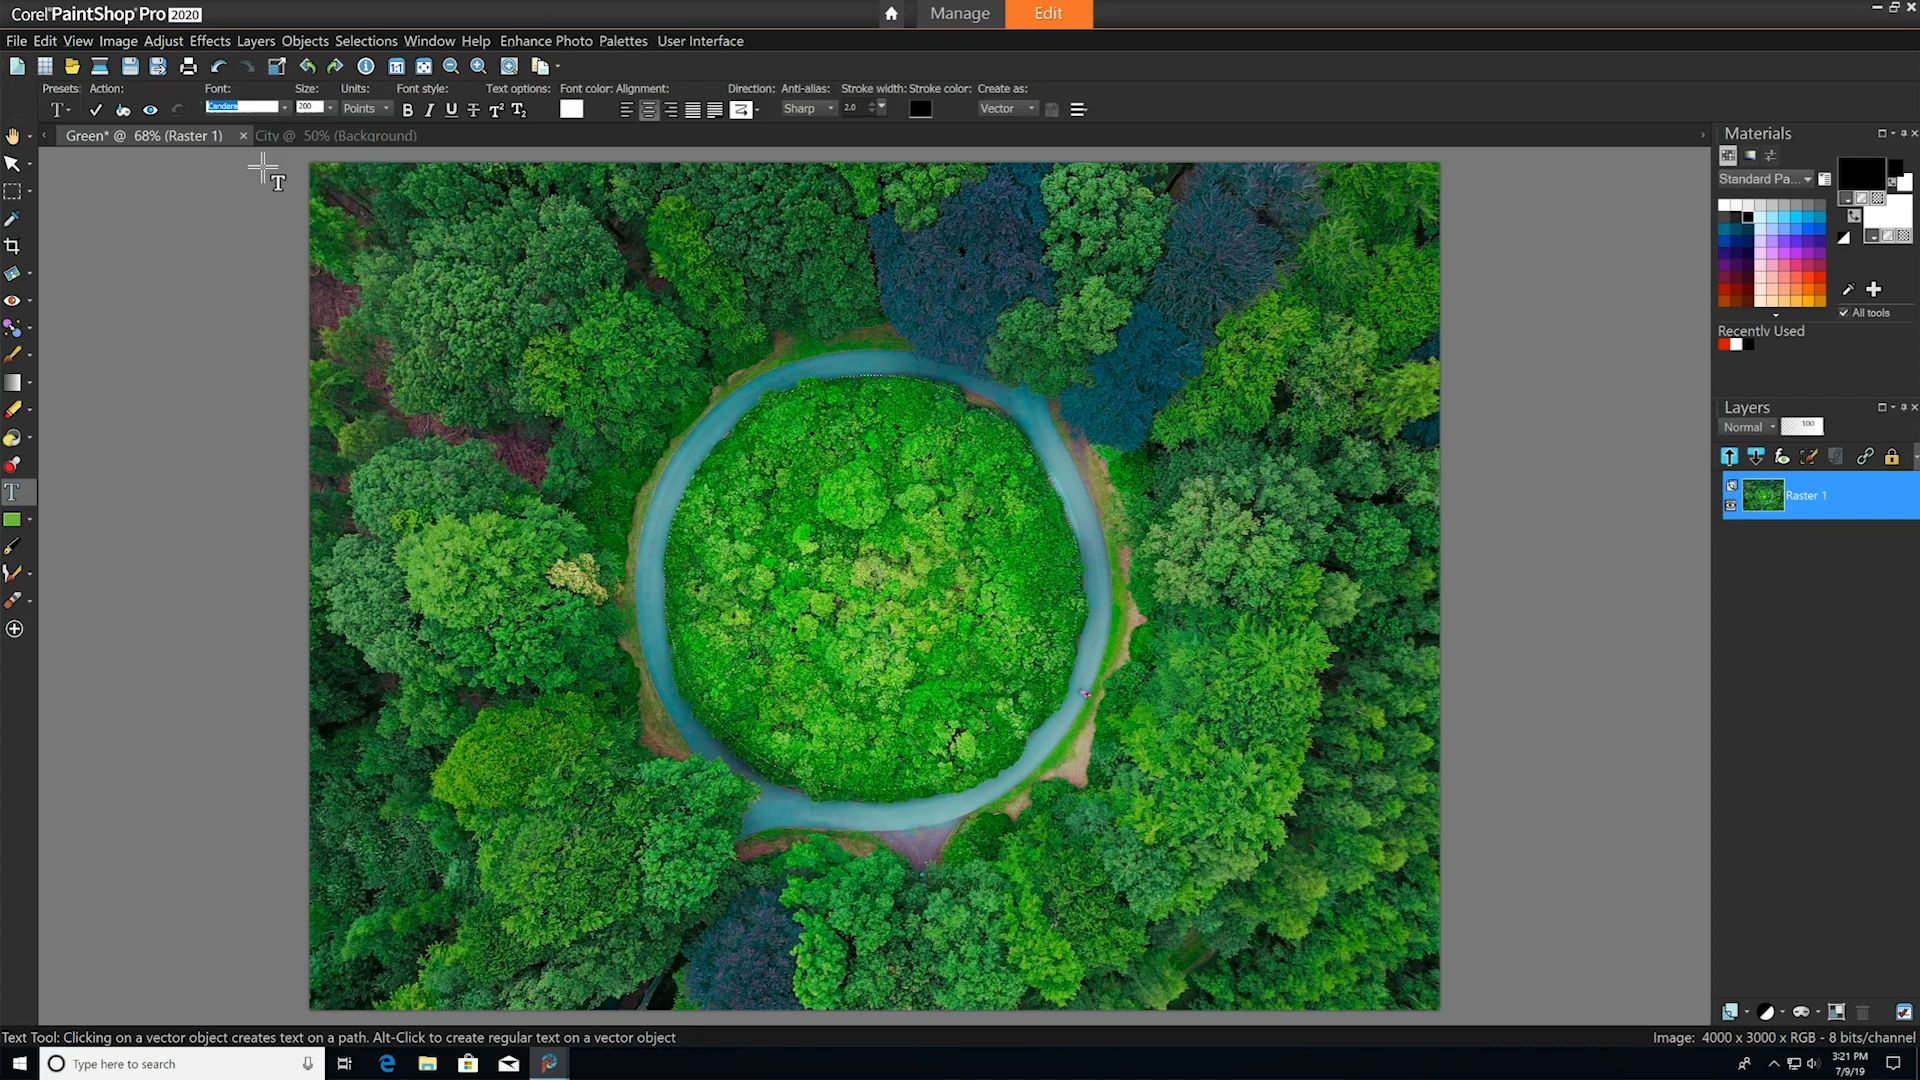 Corel PaintShop Pro 2020
Manage
Edit
File Edit View Image Adjust Effects Layers Objects Selections Window Help Enhance Photo Palettes User Interface
Presets: Action: Font: Size: Units: Font style: Text options: Font color: Alignment: Direction: Anti-alias: Stroke width: Stroke color: Create as:
Candara 200 Points Sharp 2.0 Vector
Green* @ 68% (Raster 1) City @ 50% (Background)
Materials
Standard Pa...
All tools
Recently Used
Layers
Normal 100
Raster 1
Text Tool: Clicking on a vector object creates text on a path. Alt-Click to create regular text on a vector object
Image: 4000 x 3000 x RGB - 8 bits/channel
Type here to search
3:21 PM
7/9/19